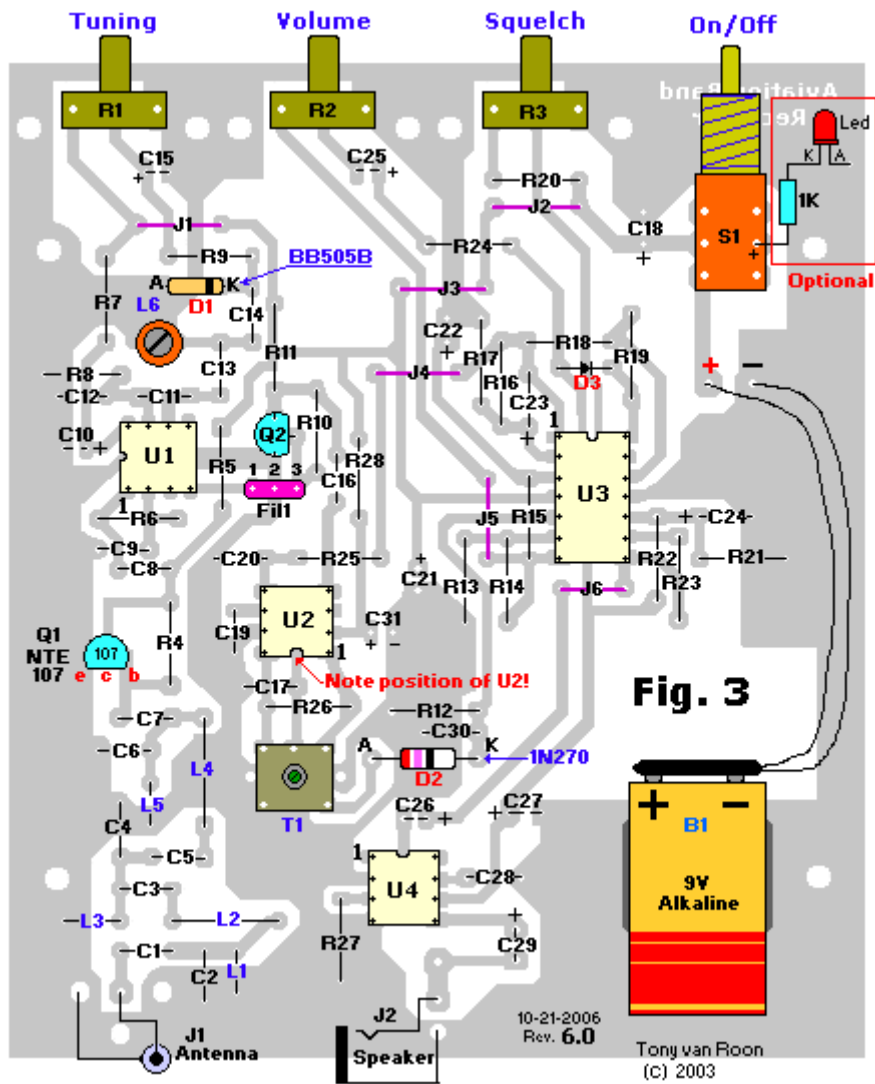 Tuning Volume Squelch On/Off
R1 R2 R3
Aviation Band
Led
K A
C15 C25 R20 1K
J1 J2 C18 S1
+
R9 R24 Optional
BB505B
A K
R7 L6 D1 C14 J3
C22
R11 R17 R18 R19
C13 R16 D3
R8 J4 C23
C12 C11
C10 U1 Q2 R10 1
R5 R28 + −
1 2 3 C16 U3
1 Fil1 J5 R15
R6 C24
C9 R22 R21
C8 C20 R25 C21 R13 R14 R23
J6
U2 C31
Q1 R4 C19 1
NTE 107
107 e c b
Note position of U2!
C17 Fig. 3
R26 R12
C7 C30
C6 A K 1N270
L4 D2
L5 T1
C4 C26 C27 + −
B1
C5 1
C3 U4 C28 9V
Alkaline
L3 L2
R27
C1 C29
C2 L1
10-21-2006
J1 J2 Rev. 6.0
Antenna Speaker Tony van Roon
(C) 2003